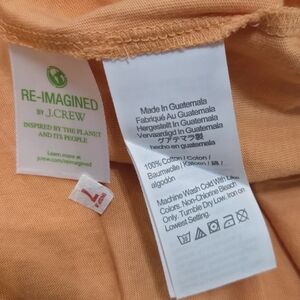 RE-IMAGINED
BY J.CREW
INSPIRED BY THE PLANET
AND ITS PEOPLE
Learn more at
jcrew.com/reimagined
Made In Guatemala
Fabriqué Au Guatemala
Hergestellt In Guatemala
Vervaardigd in Guatemala
グアテマラ製
hecho en guatemala
100% Cotton / Coton /
Baumwolle / Katoen / 綿 /
Machine Wash Cold With Like
Colors. Non-Chlorine Bleach
Only. Tumble Dry Low. Iron on
Lowest Setting.